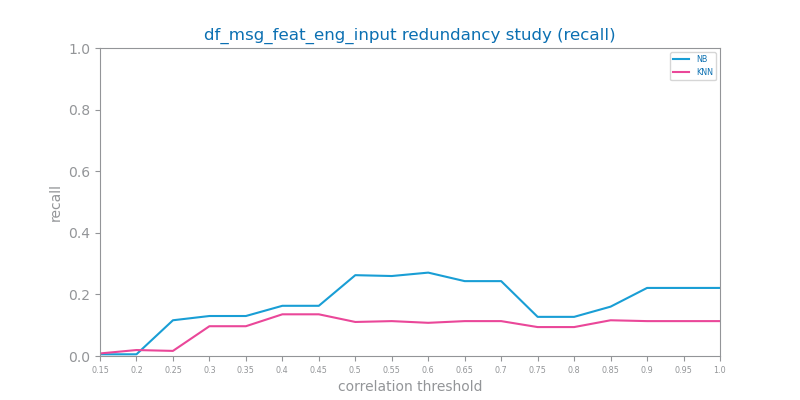 df_msg_feat_eng_input redundancy study (recall)
NB
KNN
1.0
0.8
0.6
0.4
0.2
0.0
recall
0.15 0.2 0.25 0.3 0.35 0.4 0.45 0.5 0.55 0.6 0.65 0.7 0.75 0.8 0.85 0.9 0.95 1.0
correlation threshold